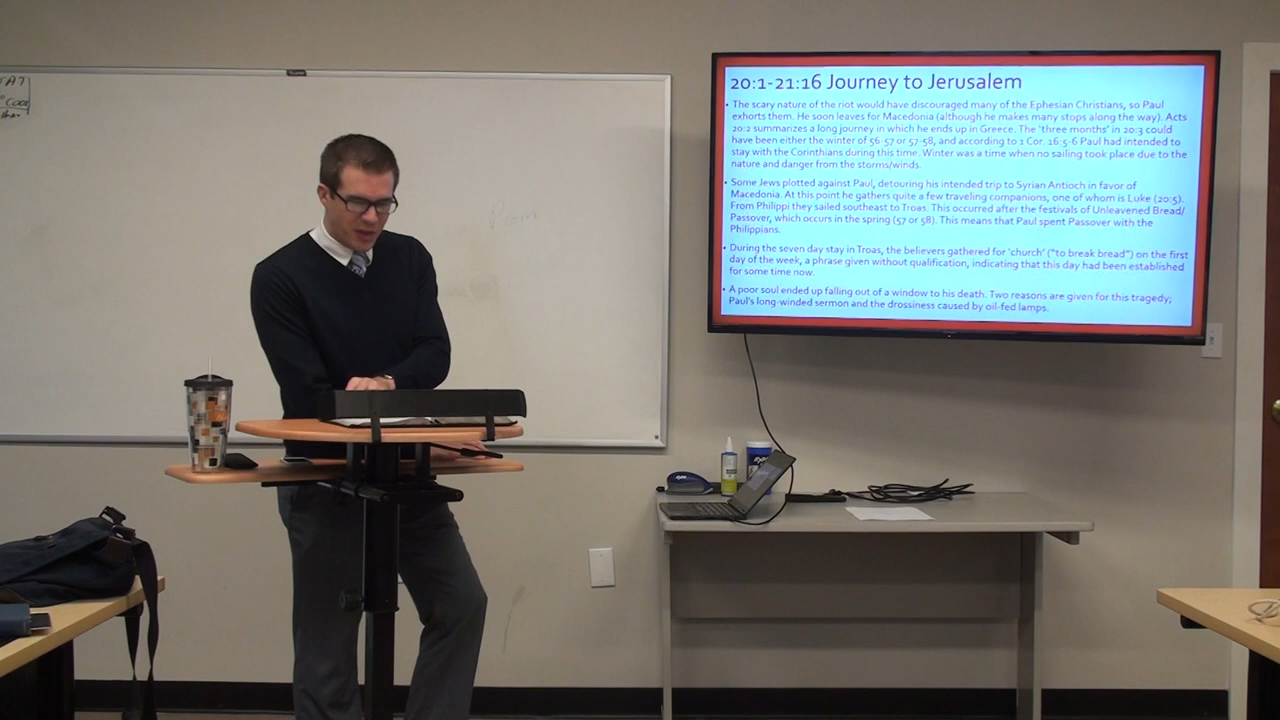 20:1-21:16 Journey to Jerusalem
• The scary nature of the riot would have discouraged many of the Ephesian Christians, so Paul
exhorts them. He soon leaves for Macedonia (although he makes many stops along the way). Acts
20:2 summarizes a long journey in which he ends up in Greece. The 'three months' in 20:3 could
have been either the winter of 56-57 or 57-58, and according to 1 Cor. 16:5-6 Paul had intended to
stay with the Corinthians during this time. Winter was a time when no sailing took place due to the
nature and danger from the storms/winds.
• Some Jews plotted against Paul, detouring his intended trip to Syrian Antioch in favor of
Macedonia. At this point he gathers quite a few traveling companions, one of whom is Luke (20:5).
From Philippi they sailed southeast to Troas. This occurred after the festivals of Unleavened Bread/
Passover, which occurs in the spring (57 or 58). This means that Paul spent Passover with the
Philippians.
• During the seven day stay in Troas, the believers gathered for 'church' ("to break bread") on the first
day of the week, a phrase given without qualification, indicating that this day had been established
for some time now.
• A poor soul ended up falling out of a window to his death. Two reasons are given for this tragedy;
Paul's long-winded sermon and the drossiness caused by oil-fed lamps.